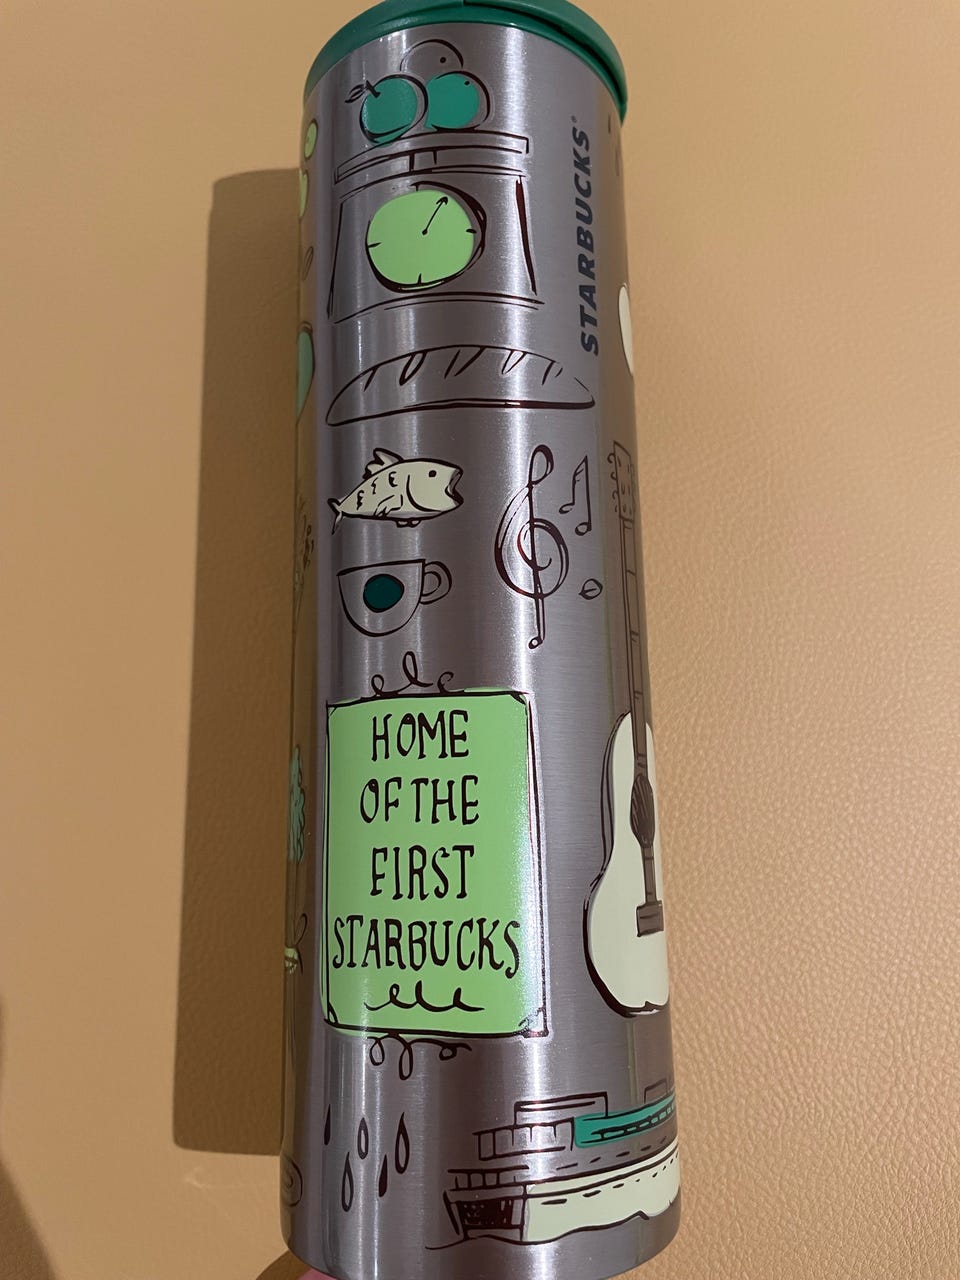 STARBUCKS®
HOME
OF THE
FIRST
STARBUCKS